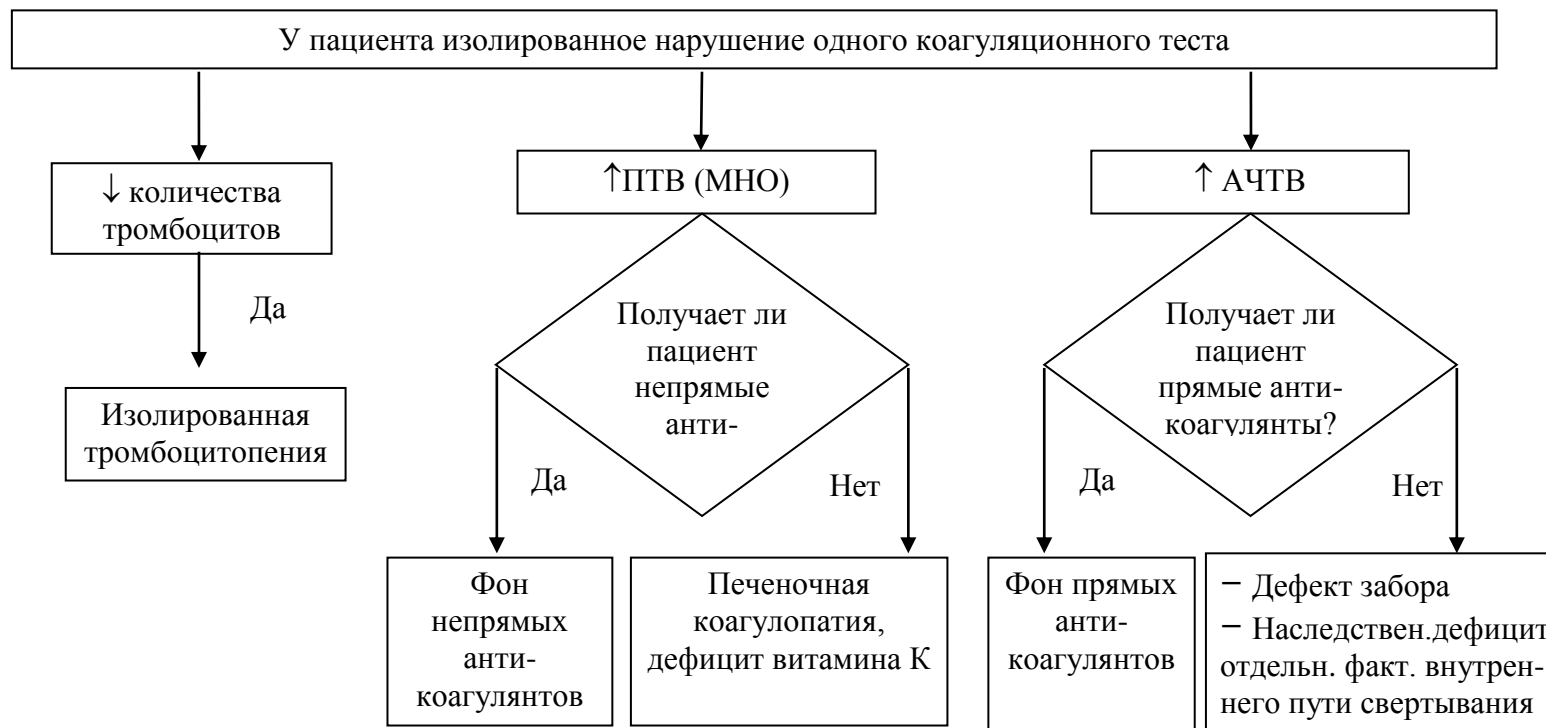 У пациента изолированное нарушение одного коагуляционного теста
↓ количества
тромбоцитов
Да
Изолированная
тромбоцитопения
↑ПТВ (МНО)
Получает ли
пациент
непрямые
анти-
Да
Нет
Фон
непрямых
анти-
коагулянтов
Печеночная
коагулопатия,
дефицит витамина К
↑ АЧТВ
Получает ли
пациент
прямые анти-
коагулянты?
Да
Нет
Фон прямых
анти-
коагулянтов
– Дефект забора
– Наследствен.дефицит
отдельн. факт. внутрен-
него пути свертывания